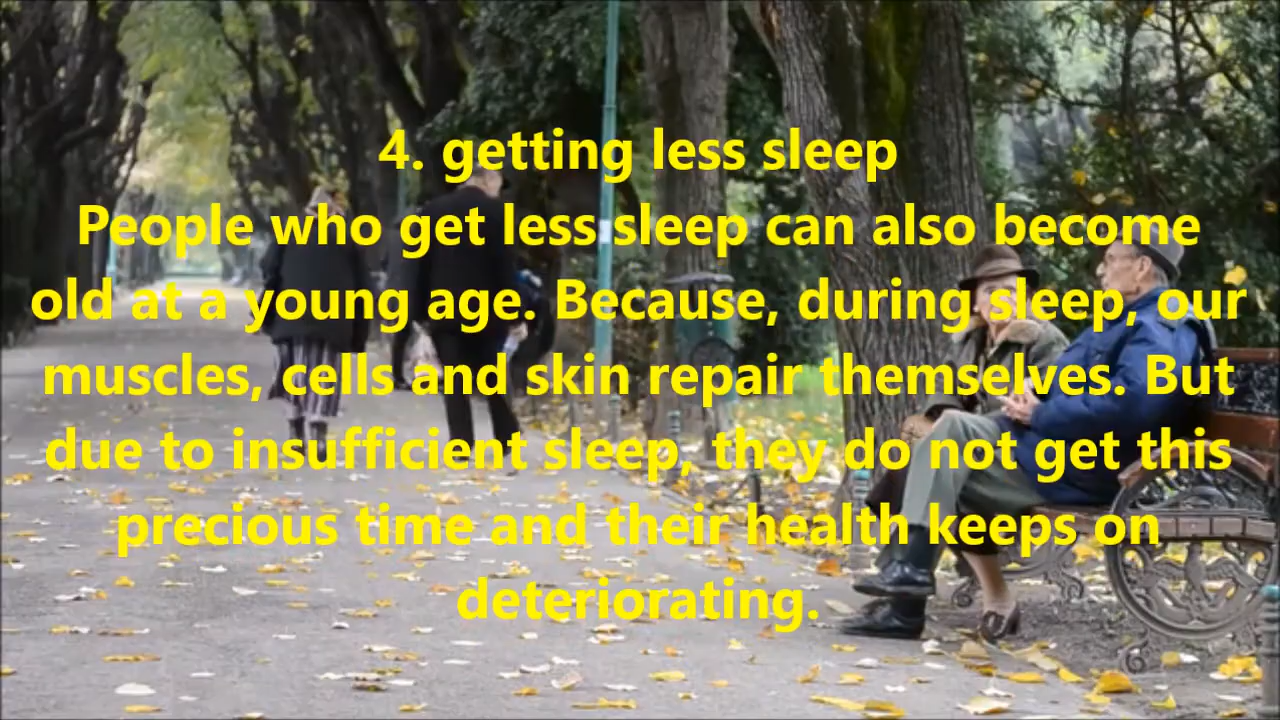 4. getting less sleep
People who get less sleep can also become
old at a young age. Because, during sleep, our
muscles, cells and skin repair themselves. But
due to insufficient sleep, they do not get this
precious time and their health keeps on
deteriorating.